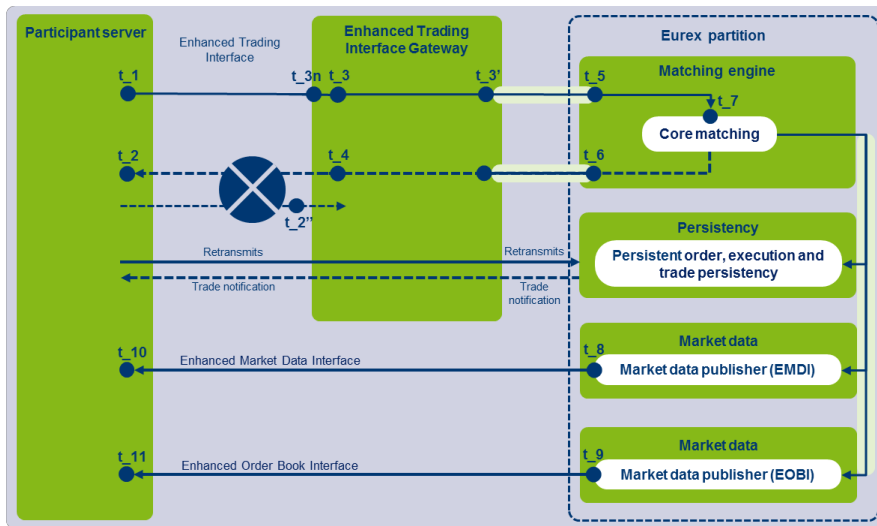 Participant server
Enhanced Trading
Interface
Enhanced Trading
Interface Gateway
Eurex partition
Matching engine
t_1
t_3n
t_3
t_3'
t_5
t_7
Core matching
t_2
t_4
t_6
t_2’’
Persistency
Retransmits
Retransmits
Persistent order, execution and
trade persistency
Trade notification
Trade
notification
Market data
t_10
Enhanced Market Data Interface
t_8
Market data publisher (EMDI)
Market data
t_11
Enhanced Order Book Interface
t_9
Market data publisher (EOBI)